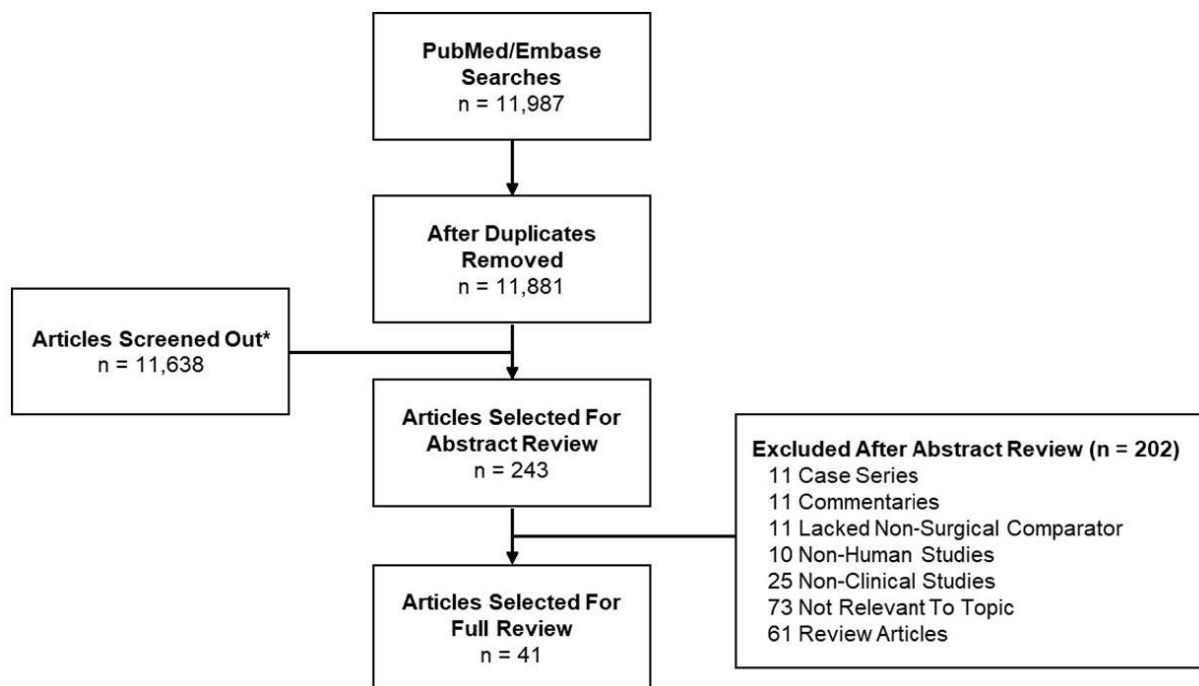 PubMed/Embase
Searches
n = 11,987
After Duplicates
Removed
n = 11,881
Articles Screened Out*
n = 11,638
Articles Selected For
Abstract Review
n = 243
Excluded After Abstract Review (n = 202)
11 Case Series
11 Commentaries
11 Lacked Non-Surgical Comparator
10 Non-Human Studies
25 Non-Clinical Studies
73 Not Relevant To Topic
61 Review Articles
Articles Selected For
Full Review
n = 41